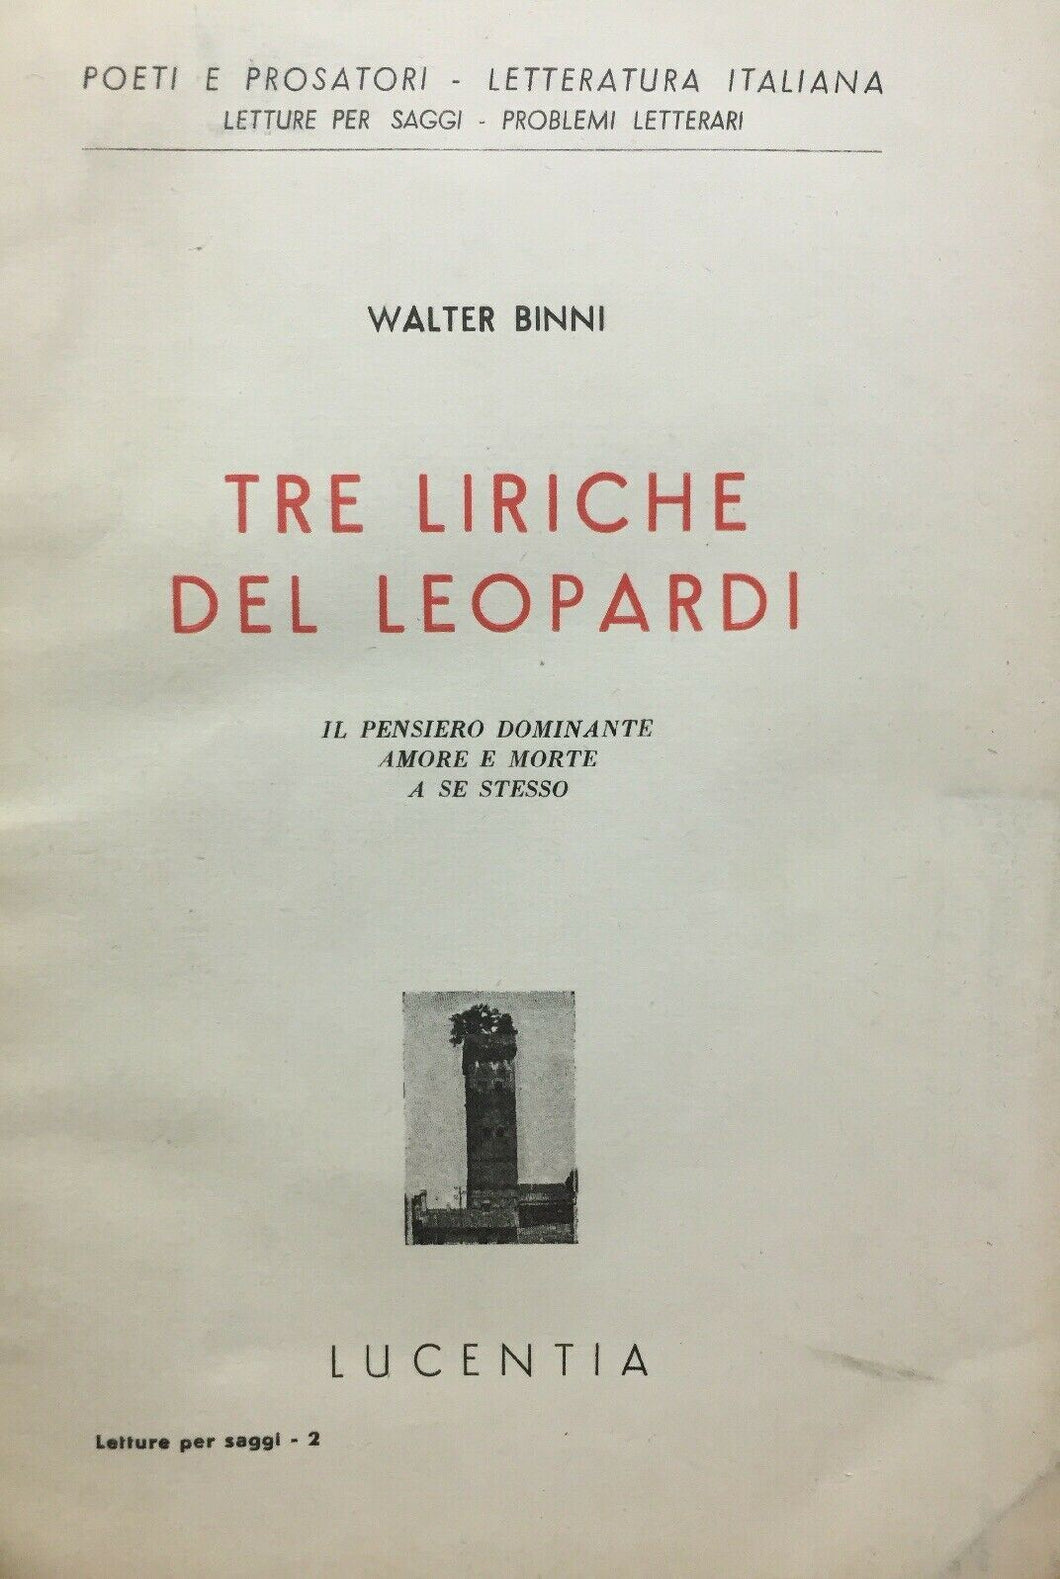 POETI E PROSATORI - LETTERATURA ITALIANA
LETTURE PER SAGGI - PROBLEMI LETTERARI
WALTER BINNI
TRE LIRICHE
DEL LEOPARDI
IL PENSIERO DOMINANTE
AMORE E MORTE
A SE STESSO
LUCENTIA
Letture per saggi - 2